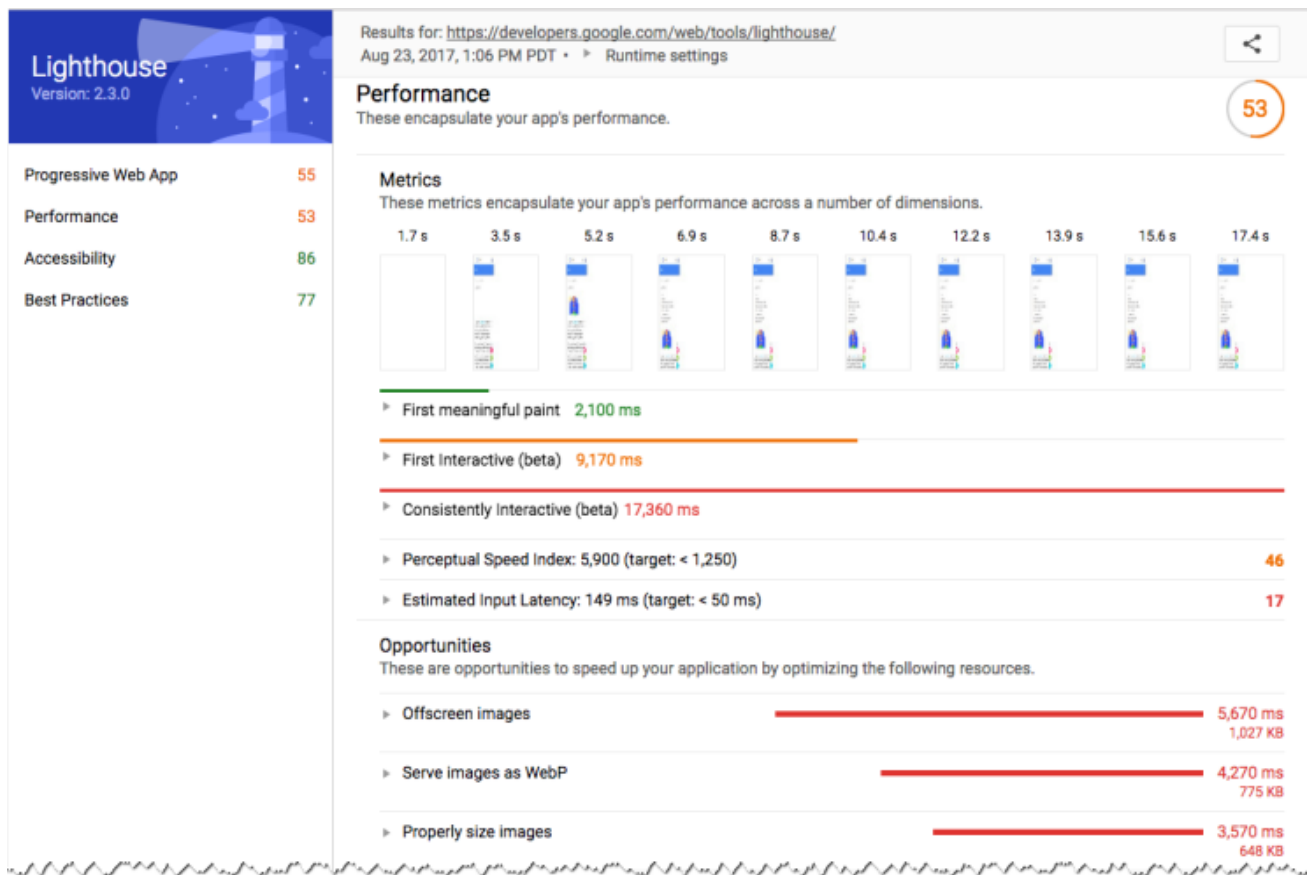 Lighthouse
Version: 2.3.0
Progressive Web App 55
Performance 53
Accessibility 86
Best Practices 77
Results for: https://developers.google.com/web/tools/lighthouse/
Aug 23, 2017, 1:06 PM PDT • Runtime settings
Performance
These encapsulate your app's performance.
53
Metrics
These metrics encapsulate your app's performance across a number of dimensions.
1.7 s 3.5 s 5.2 s 6.9 s 8.7 s 10.4 s 12.2 s 13.9 s 15.6 s 17.4 s
First meaningful paint 2,100 ms
First Interactive (beta) 9,170 ms
Consistently Interactive (beta) 17,360 ms
Perceptual Speed Index: 5,900 (target: < 1,250) 46
Estimated Input Latency: 149 ms (target: < 50 ms) 17
Opportunities
These are opportunities to speed up your application by optimizing the following resources.
Offscreen images 5,670 ms
1,027 KB
Serve images as WebP 4,270 ms
775 KB
Properly size images 3,570 ms
648 KB